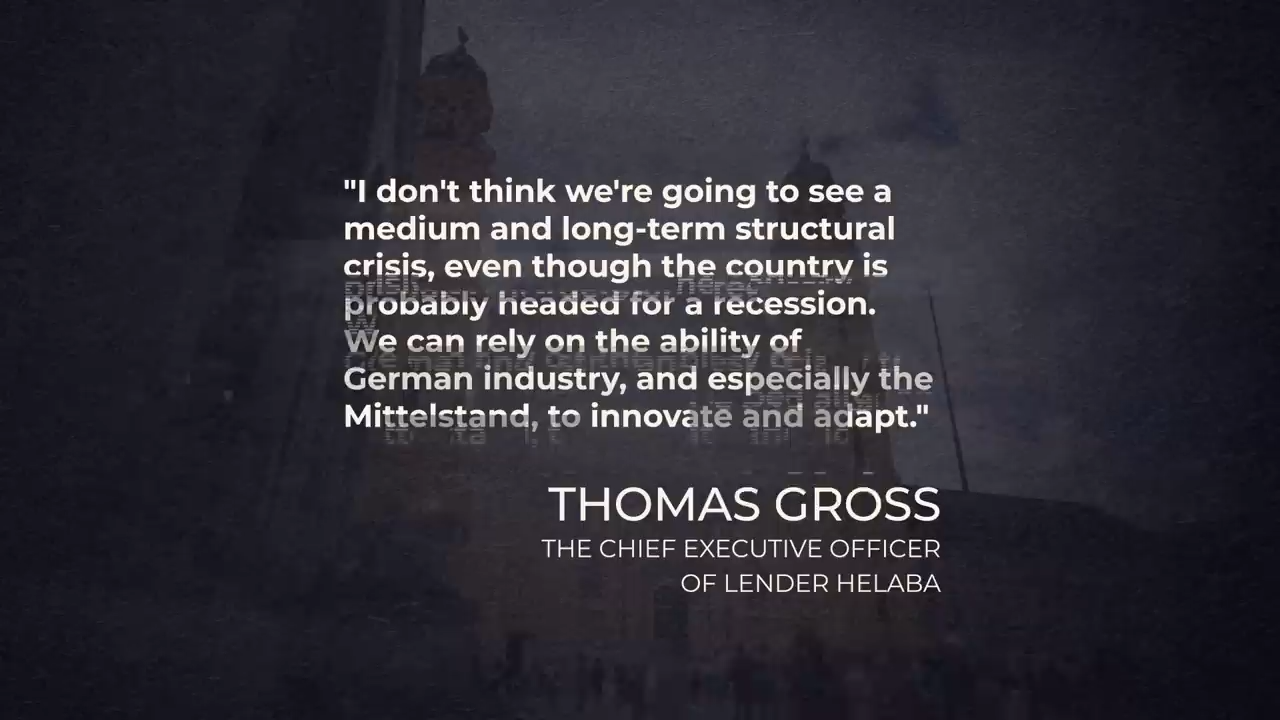 "I don't think we're going to see a
medium and long-term structural
crisis, even though the country is
probably headed for a recession.
We can rely on the ability of
German industry, and especially the
Mittelstand, to innovate and adapt."
THOMAS GROSS
THE CHIEF EXECUTIVE OFFICER
OF LENDER HELABA